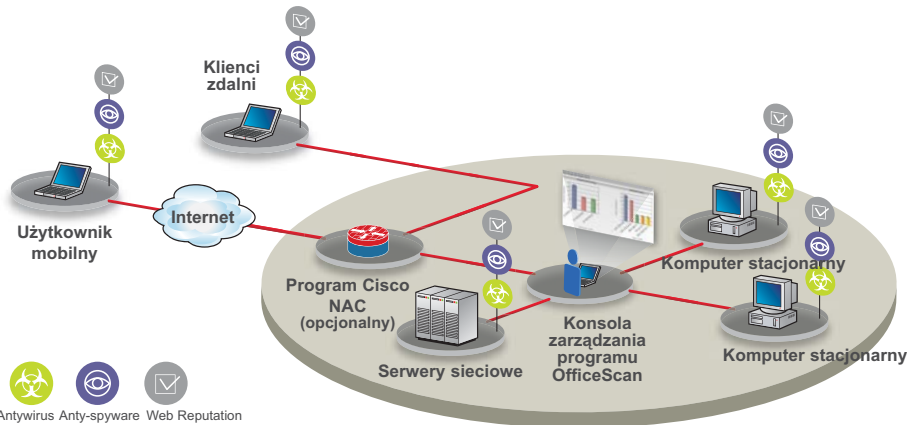 Klienci
zdalni
Użytkownik
mobilny
Internet
Program Cisco
NAC
(opcjonalny)
Serwery sieciowe
Konsola
zarządzania
programu
OfficeScan
Komputer stacjonarny
Komputer stacjonarny
Antywirus Anty-spyware Web Reputation